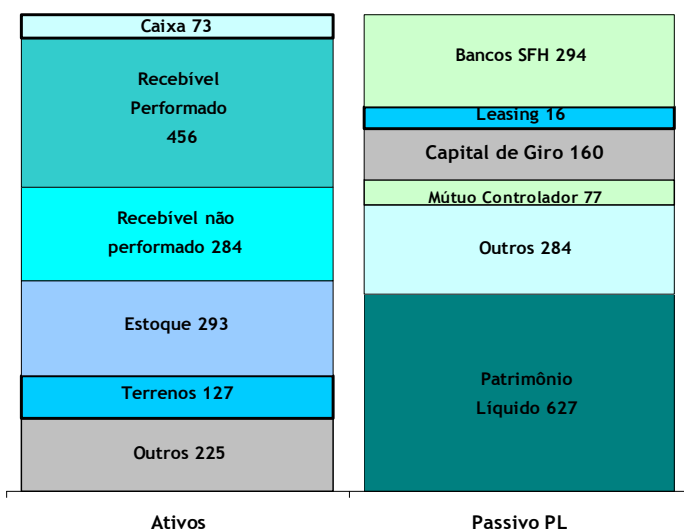 Caixa 73
Recebível
Performado
456
Recebível não
performado 284
Estoque 293
Terrenos 127
Outros 225
Ativos
Bancos SFH 294
Leasing 16
Capital de Giro 160
Mútuo Controlador 77
Outros 284
Patrimônio
Líquido 627
Passivo PL